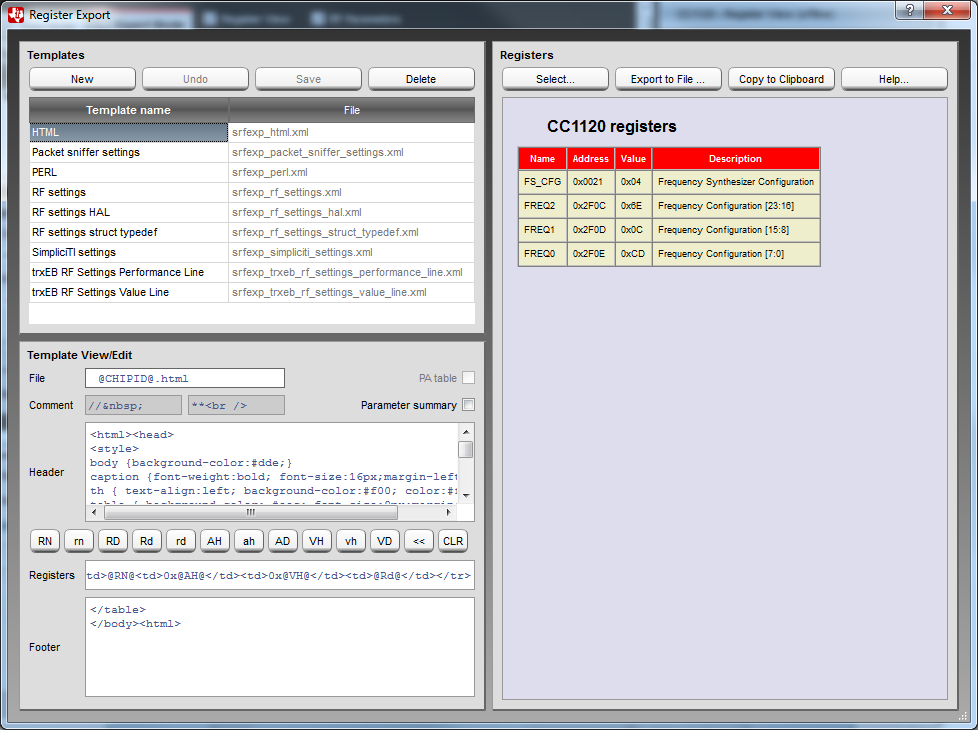 Register Export
Templates
New Undo Save Delete
Template name File
HTML srfexp_html.xml
Packet sniffer settings srfexp_packet_sniffer_settings.xml
PERL srfexp_perl.xml
RF settings srfexp_rf_settings.xml
RF settings HAL srfexp_rf_settings_hal.xml
RF settings struct typedef srfexp_rf_settings_struct_typedef.xml
SimpliciTI settings srfexp_simpliciti_settings.xml
trxEB RF Settings Performance Line srfexp_trxeb_rf_settings_performance_line.xml
trxEB RF Settings Value Line srfexp_trxeb_rf_settings_value_line.xml
Template View/Edit
File @CHIPID@.html PA table
Comment //&nbsp; **<br /> Parameter summary
Header
<html><head>
<style>
body {background-color:#dde;}
caption {font-weight:bold; font-size:16px;margin-left
th { text-align:left; background-color:#f00; color:#
RN rn RD Rd rd AH ah AD VH vh VD << CLR
Registers td>@RN@<td>0x@AH@</td><td>0x@VH@</td><td>@Rd@</td></tr>
Footer
</table>
</body><html>
Registers
Select... Export to File ... Copy to Clipboard Help...
CC1120 registers
Name Address Value Description
FS_CFG 0x0021 0x04 Frequency Synthesizer Configuration
FREQ2 0x2F0C 0x6E Frequency Configuration [23:16]
FREQ1 0x2F0D 0x0C Frequency Configuration [15:8]
FREQ0 0x2F0E 0xCD Frequency Configuration [7:0]